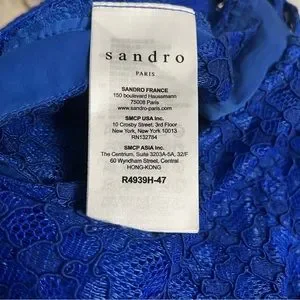 sandro
PARIS
SANDRO FRANCE
150 boulevard Haussmann
75008 Paris
www.sandro-paris.com
SMCP USA Inc.
10 Crosby Street, 3rd Floor
New York, New York 10013
RN132784
SMCP ASIA Inc.
The Centrium, Suite 3203A-5A, 32/F
60 Wyndham Street, Central
HONG-KONG
R4939H-47